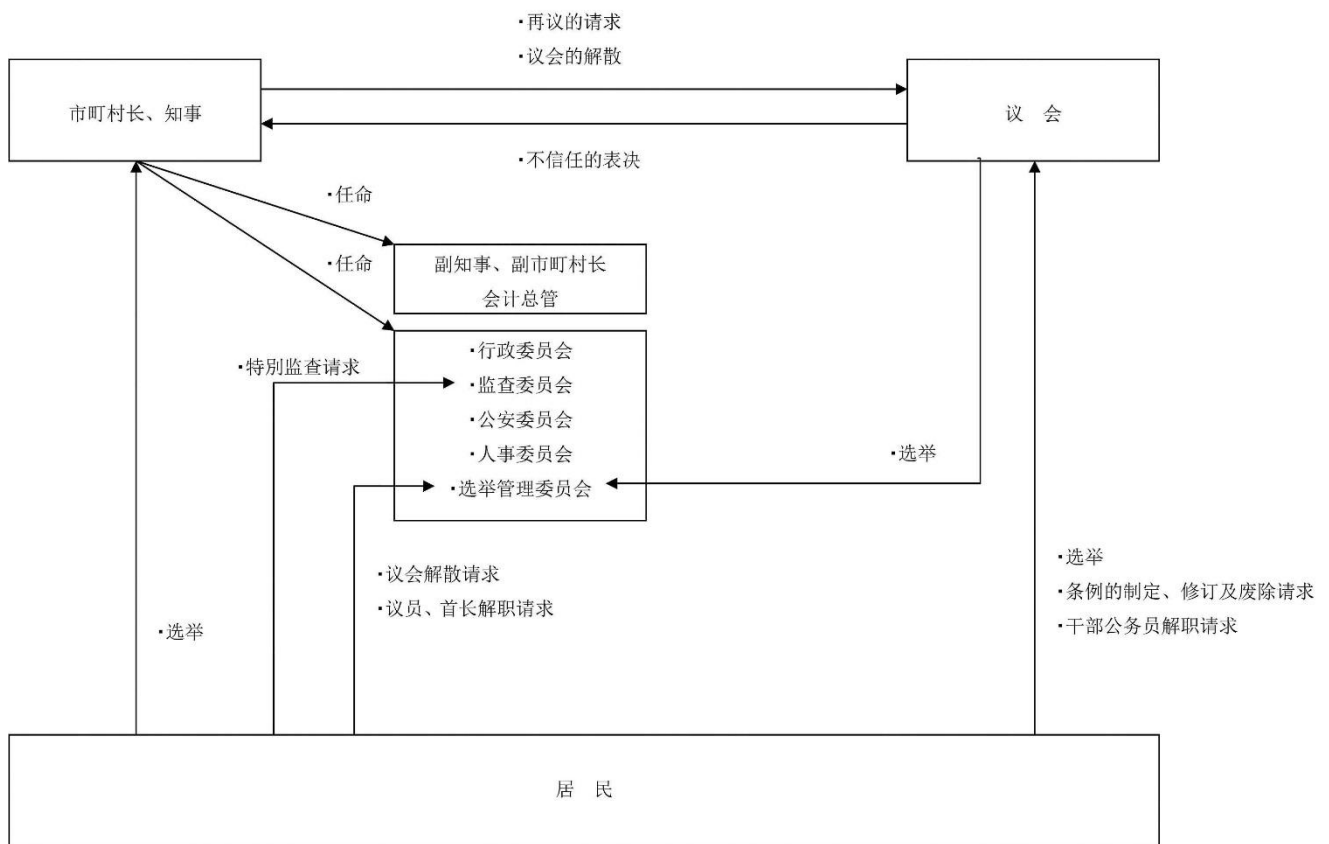 ▪再议的请求
▪议会的解散
市町村长、知事
议　会
▪不信任的表决
▪任命
▪任命
副知事、副市町村长
会计总管
▪特別监查请求
▪行政委员会
▪监查委员会
▪公安委员会
▪人事委员会
▪选举管理委员会
▪选举
▪议会解散请求
▪议员、首长解职请求
▪选举
▪选举
▪条例的制定、修订及废除请求
▪干部公务员解职请求
居　民